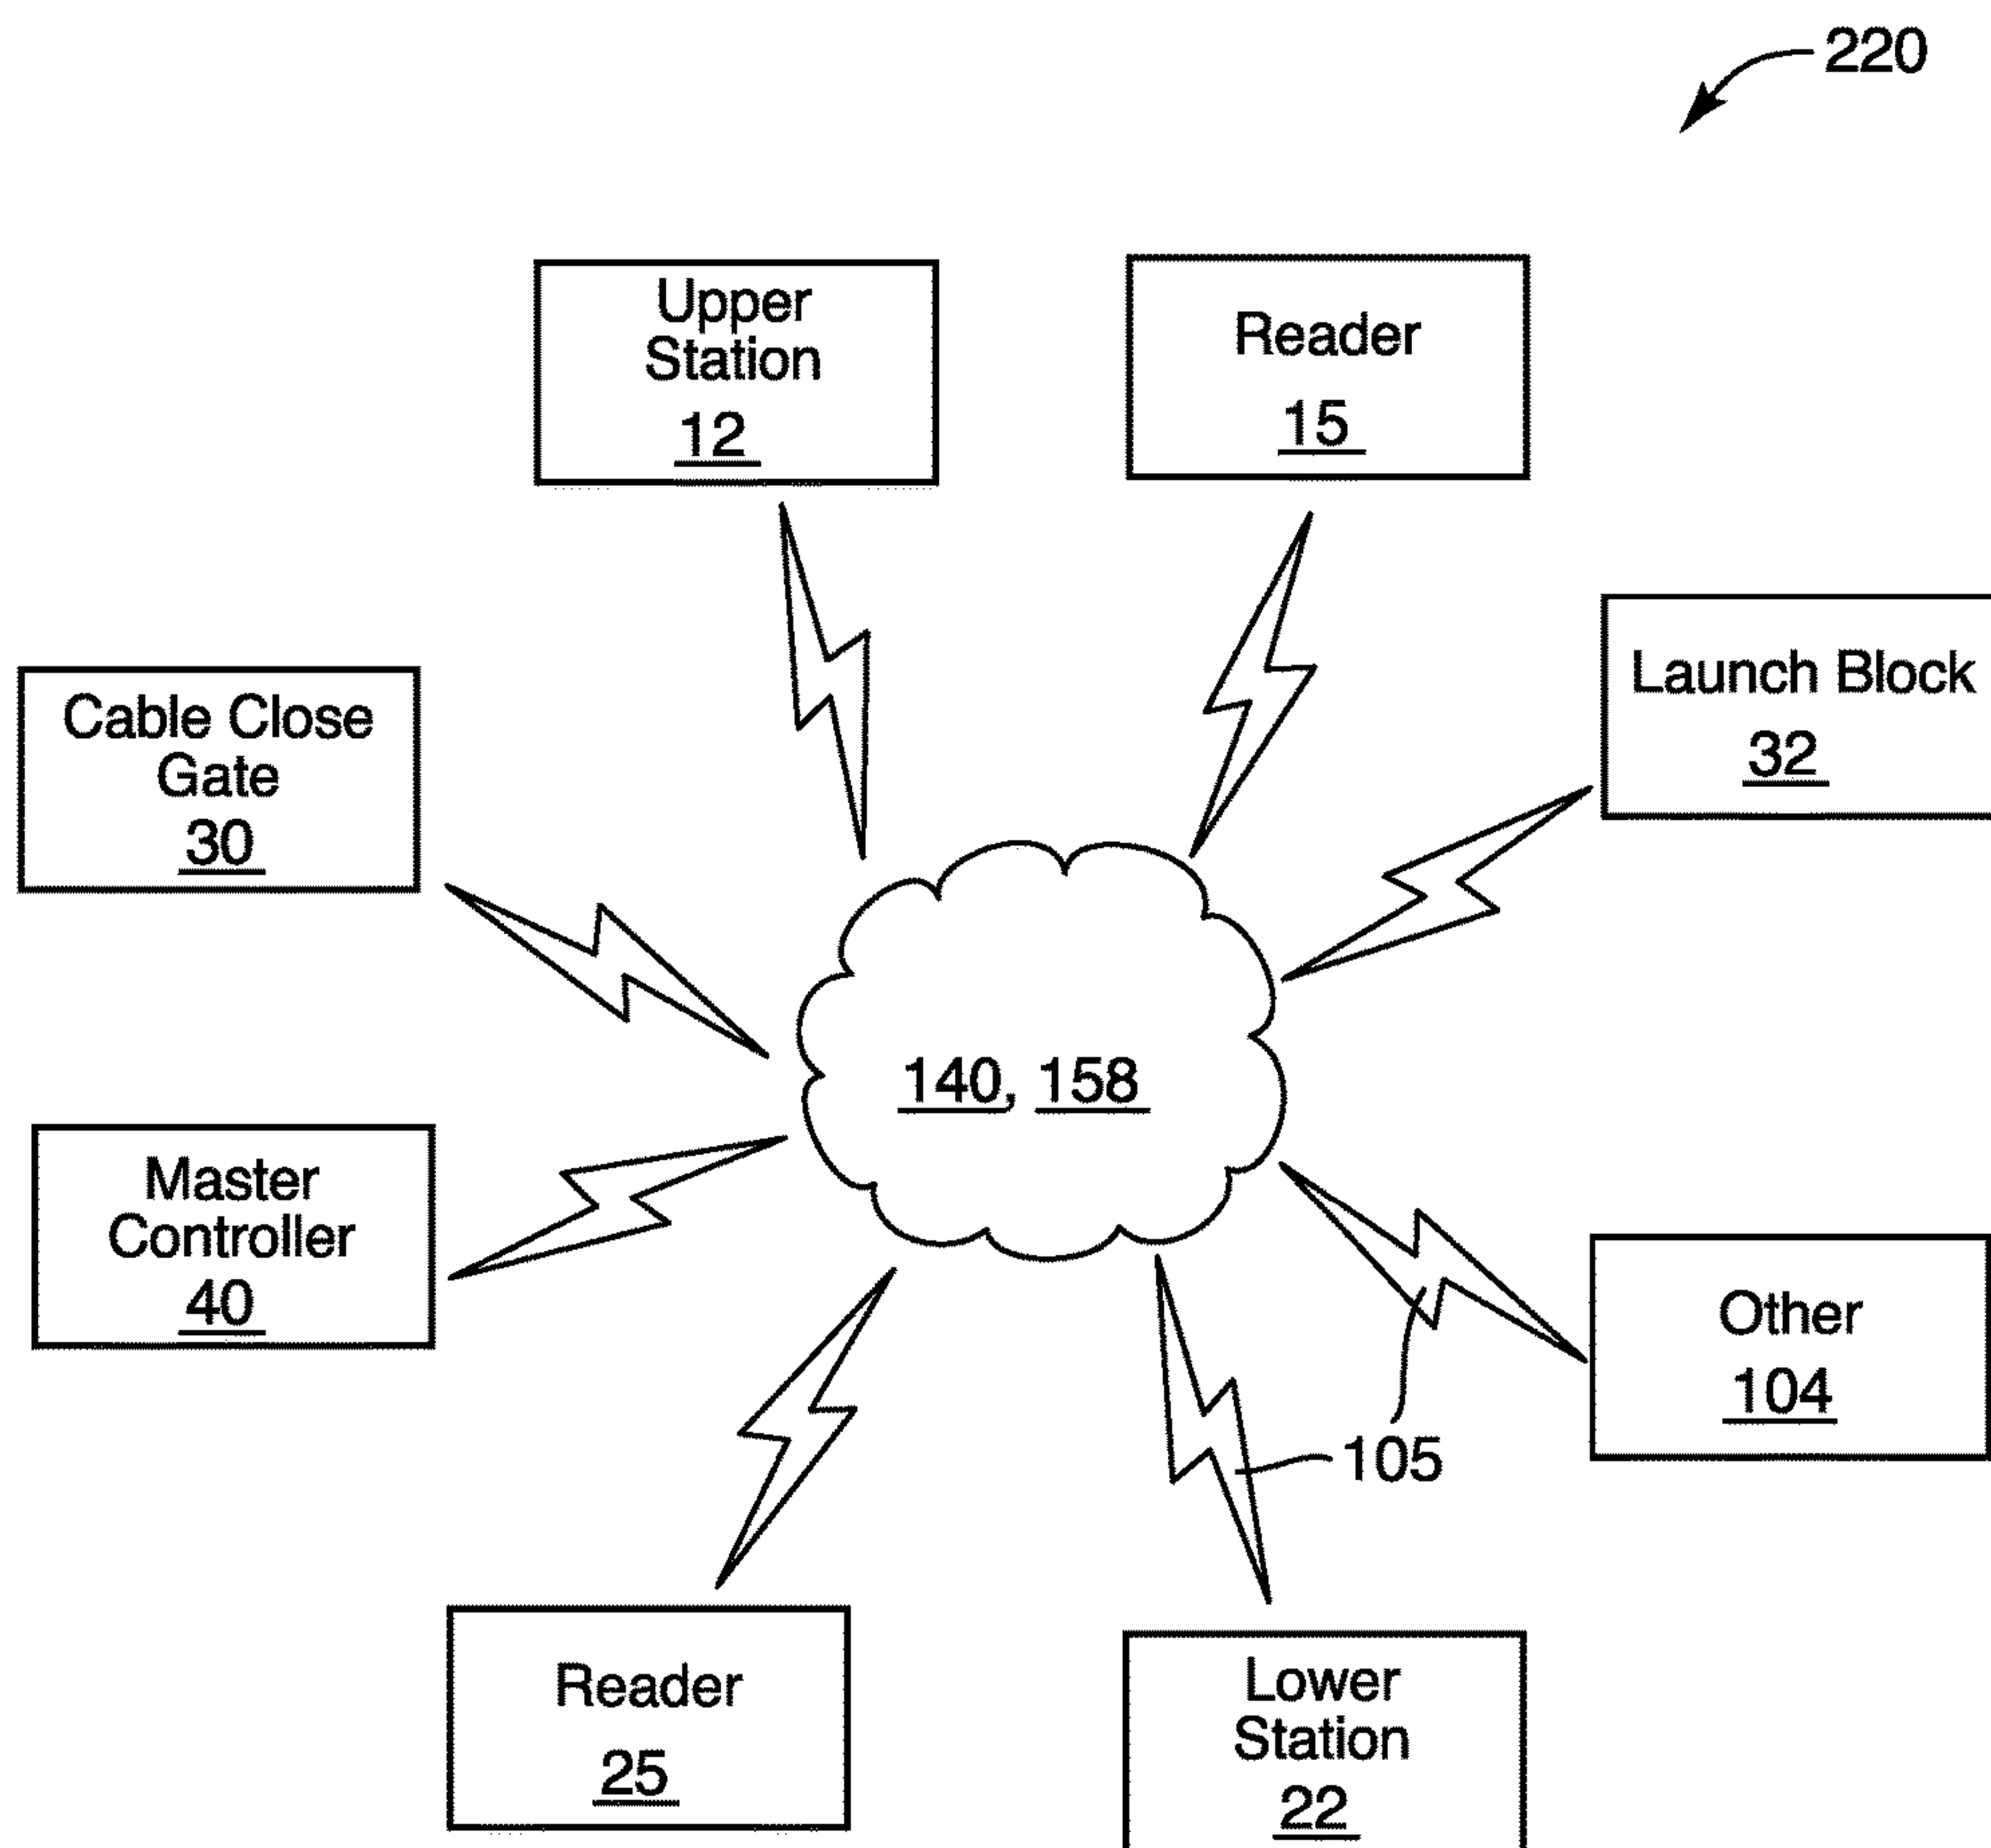 220
Upper
Station
12
Reader
15
Launch Block
32
Cable Close
Gate
30
140, 158
Master
Controller
40
Other
104
105
Reader
25
Lower
Station
22